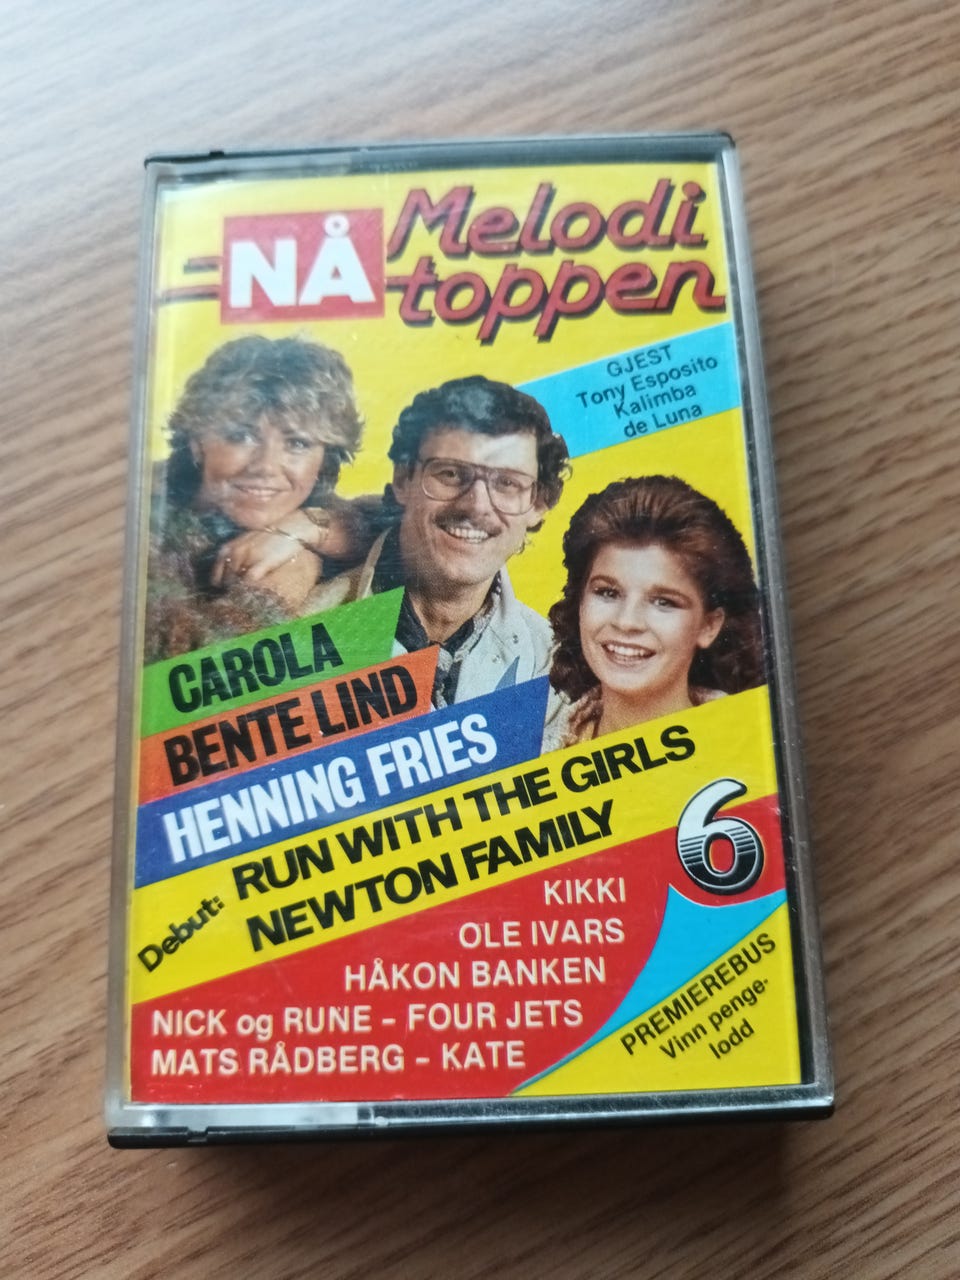 NÅ
Melodi
toppen
GJEST
Tony Esposito
Kalimba
de Luna
CAROLA
BENTE LIND
HENNING FRIES
Debut: RUN WITH THE GIRLS
NEWTON FAMILY
6
KIKKI
OLE IVARS
HÅKON BANKEN
NICK og RUNE - FOUR JETS
MATS RÅDBERG - KATE
PREMIEREBUS
Vinn penge-
lodd